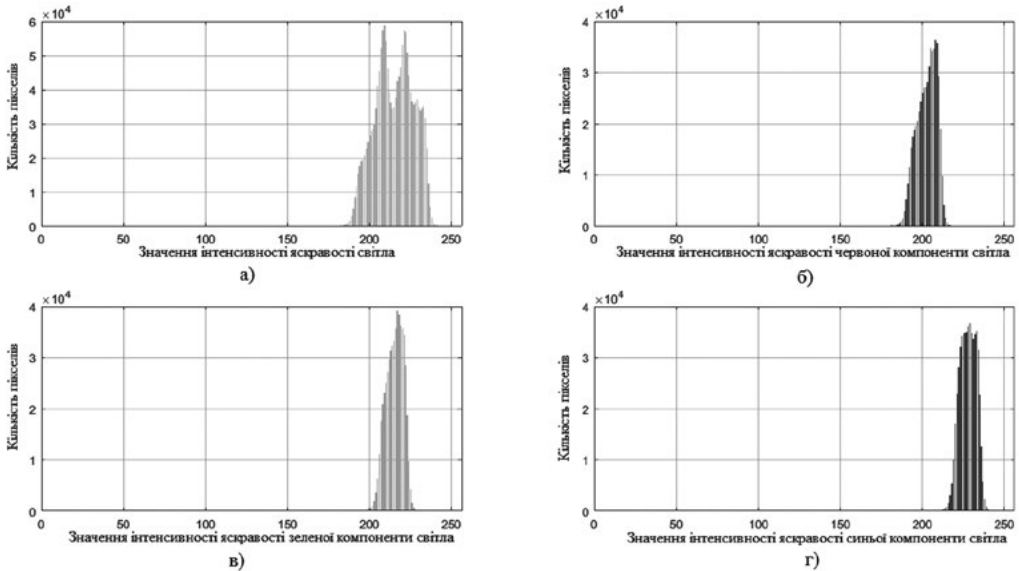 ×10⁴
6
5
4
3
2
1
0
Кількість пікселів
0 50 100 150 200 250
Значення інтенсивності яскравості світла
а)
×10⁴
4
3
2
1
0
Кількість пікселів
0 50 100 150 200 250
Значення інтенсивності яскравості червоної компоненти світла
б)
×10⁴
4
3
2
1
0
Кількість пікселів
0 50 100 150 200 250
Значення інтенсивності яскравості зеленої компоненти світла
в)
×10⁴
4
3
2
1
0
Кількість пікселів
0 50 100 150 200 250
Значення інтенсивності яскравості синьої компоненти світла
г)